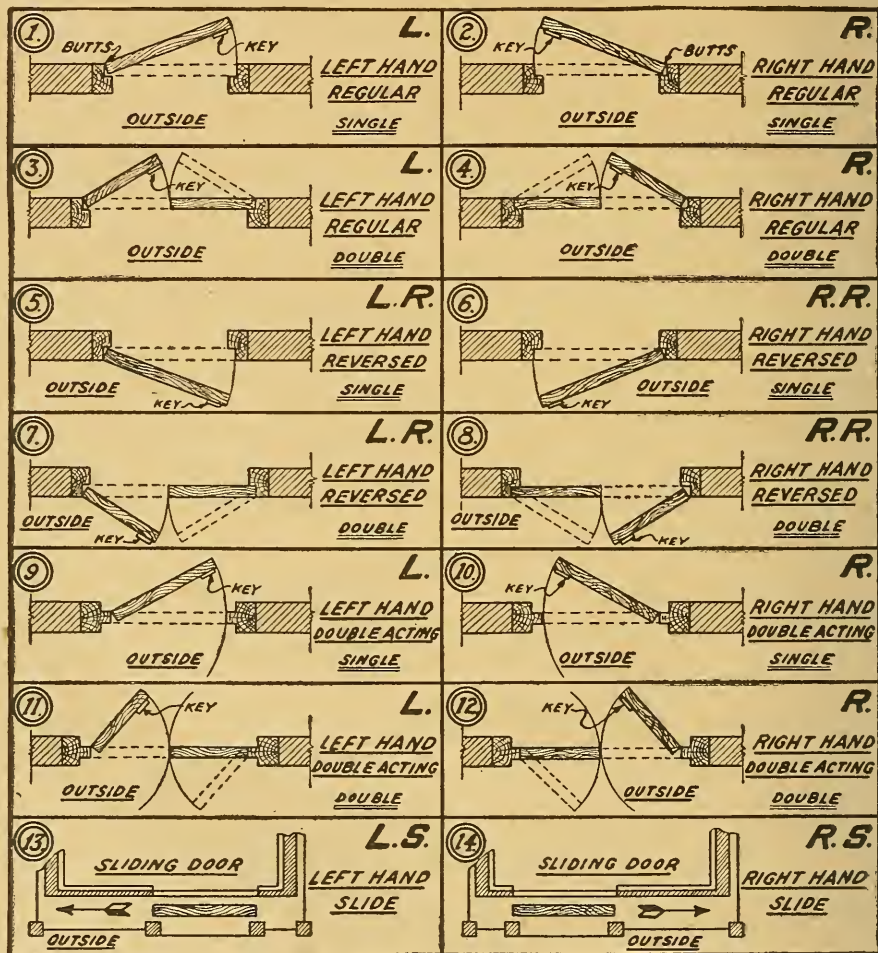 1.
L.
BUTTS
KEY
LEFT HAND
REGULAR
OUTSIDE
SINGLE
2.
R.
KEY
BUTTS
RIGHT HAND
REGULAR
OUTSIDE
SINGLE
3.
L.
KEY
LEFT HAND
REGULAR
OUTSIDE
DOUBLE
4.
R.
KEY
RIGHT HAND
REGULAR
OUTSIDE
DOUBLE
5.
L.R.
LEFT HAND
REVERSED
OUTSIDE
KEY
SINGLE
6.
R.R.
RIGHT HAND
REVERSED
OUTSIDE
KEY
SINGLE
7.
L.R.
LEFT HAND
REVERSED
OUTSIDE
KEY
DOUBLE
8.
R.R.
RIGHT HAND
REVERSED
OUTSIDE
KEY
DOUBLE
9
L.
KEY
LEFT HAND
DOUBLE ACTING
OUTSIDE
SINGLE
10.
R.
KEY
RIGHT HAND
DOUBLE ACTING
OUTSIDE
SINGLE
11.
L.
KEY
LEFT HAND
DOUBLE ACTING
OUTSIDE
DOUBLE
12
R.
KEY
RIGHT HAND
DOUBLE ACTING
OUTSIDE
DOUBLE
13.
L.S.
SLIDING DOOR
LEFT HAND
SLIDE
OUTSIDE
14.
R.S.
SLIDING DOOR
RIGHT HAND
SLIDE
OUTSIDE